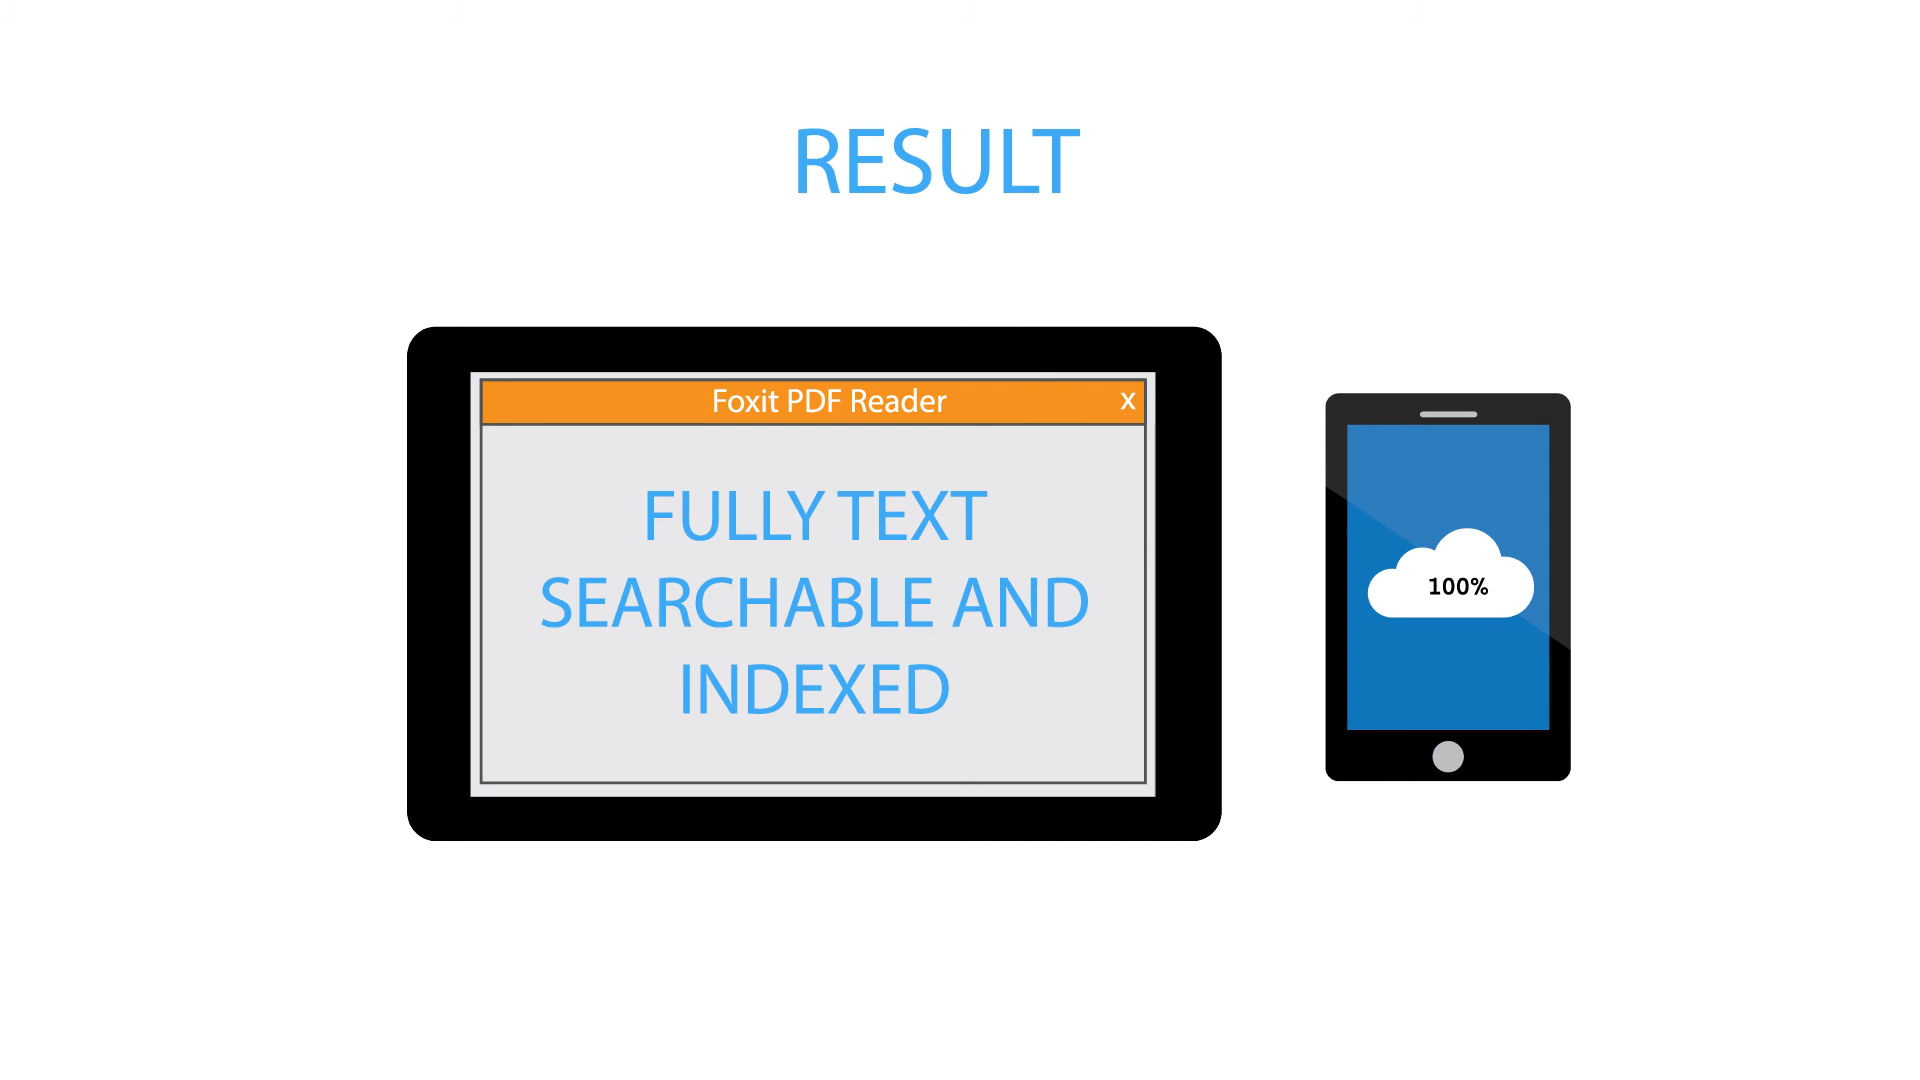 RESULT
Foxit PDF Reader x
FULLY TEXT
SEARCHABLE AND
INDEXED
100%